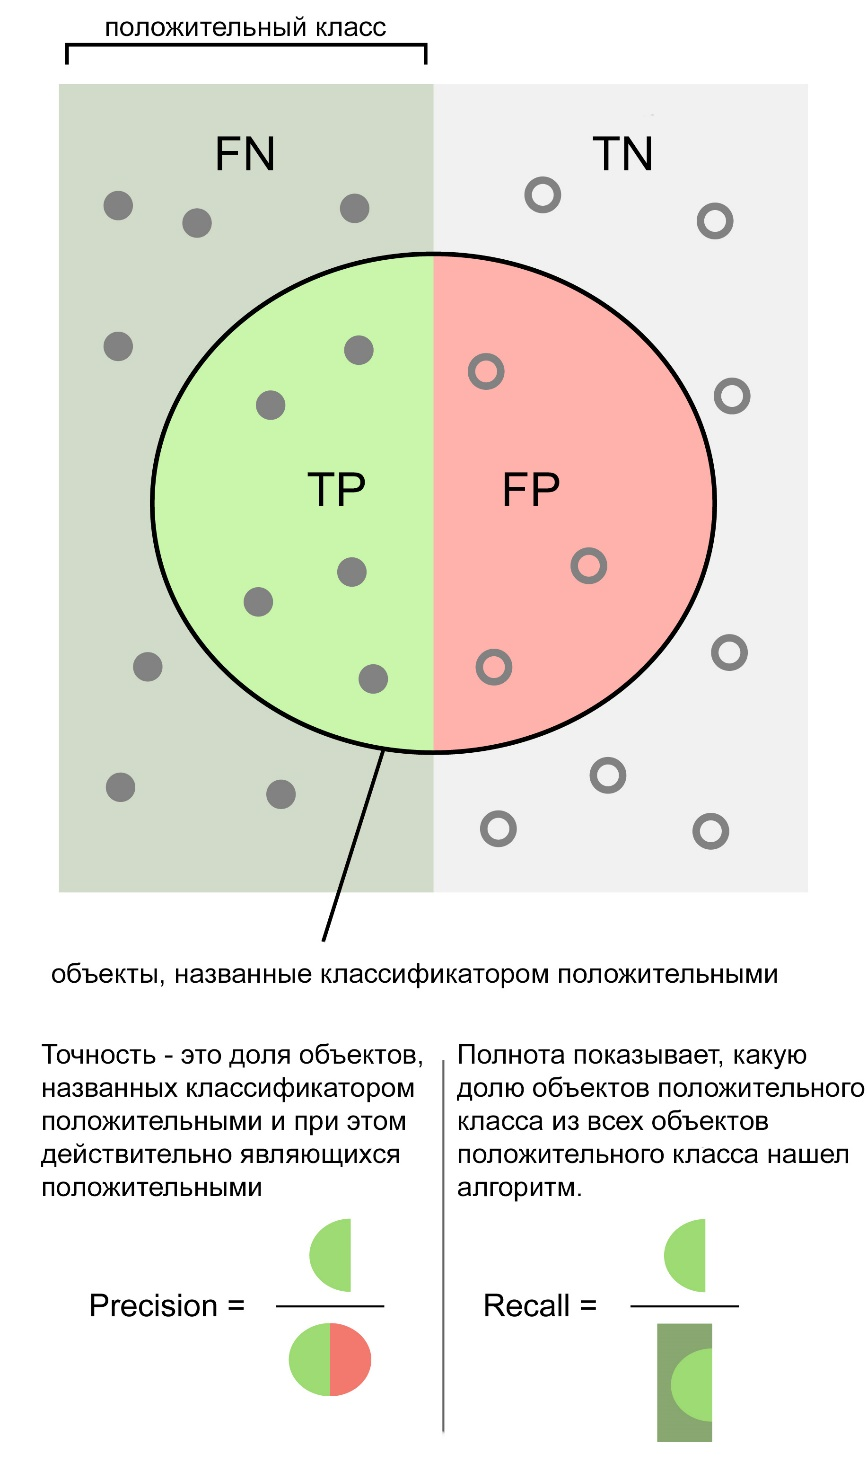 положительный класс
FN
TN
TP
FP
объекты, названные классификатором положительными
Точность - это доля объектов,
названных классификатором
положительными и при этом
действительно являющихся
положительными
Полнота показывает, какую
долю объектов положительного
класса из всех объектов
положительного класса нашел
алгоритм.
Precision =
Recall =